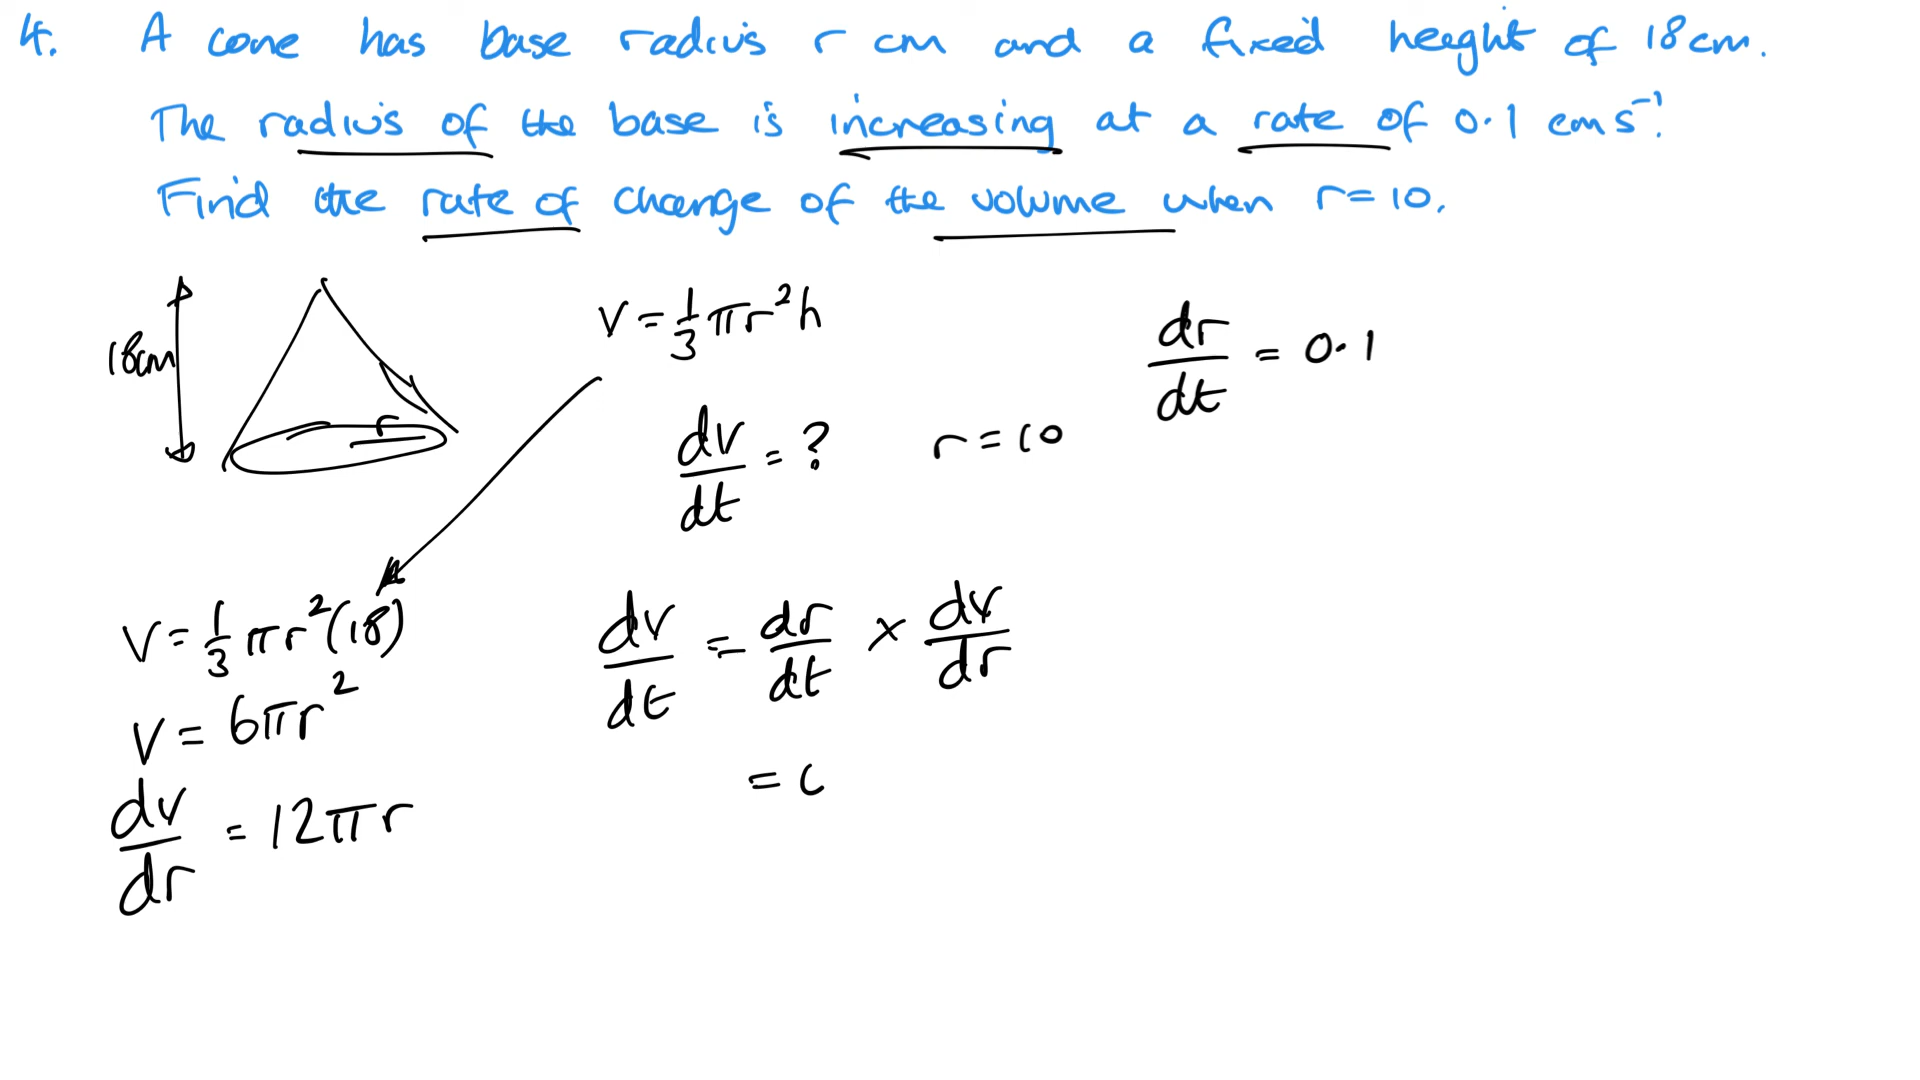 4. A cone has base radius r cm and a fixed height of 18cm.
The radius of the base is increasing at a rate of 0.1 cm s⁻¹.
Find the rate of change of the volume when r=10.
18cm
r
V = 1/3 πr²h
dr/dt = 0.1
dv/dt = ? r=10
V = 1/3 πr²(18)
V = 6πr²
dv/dr = 12πr
dv/dt = dr/dt × dv/dr
= c